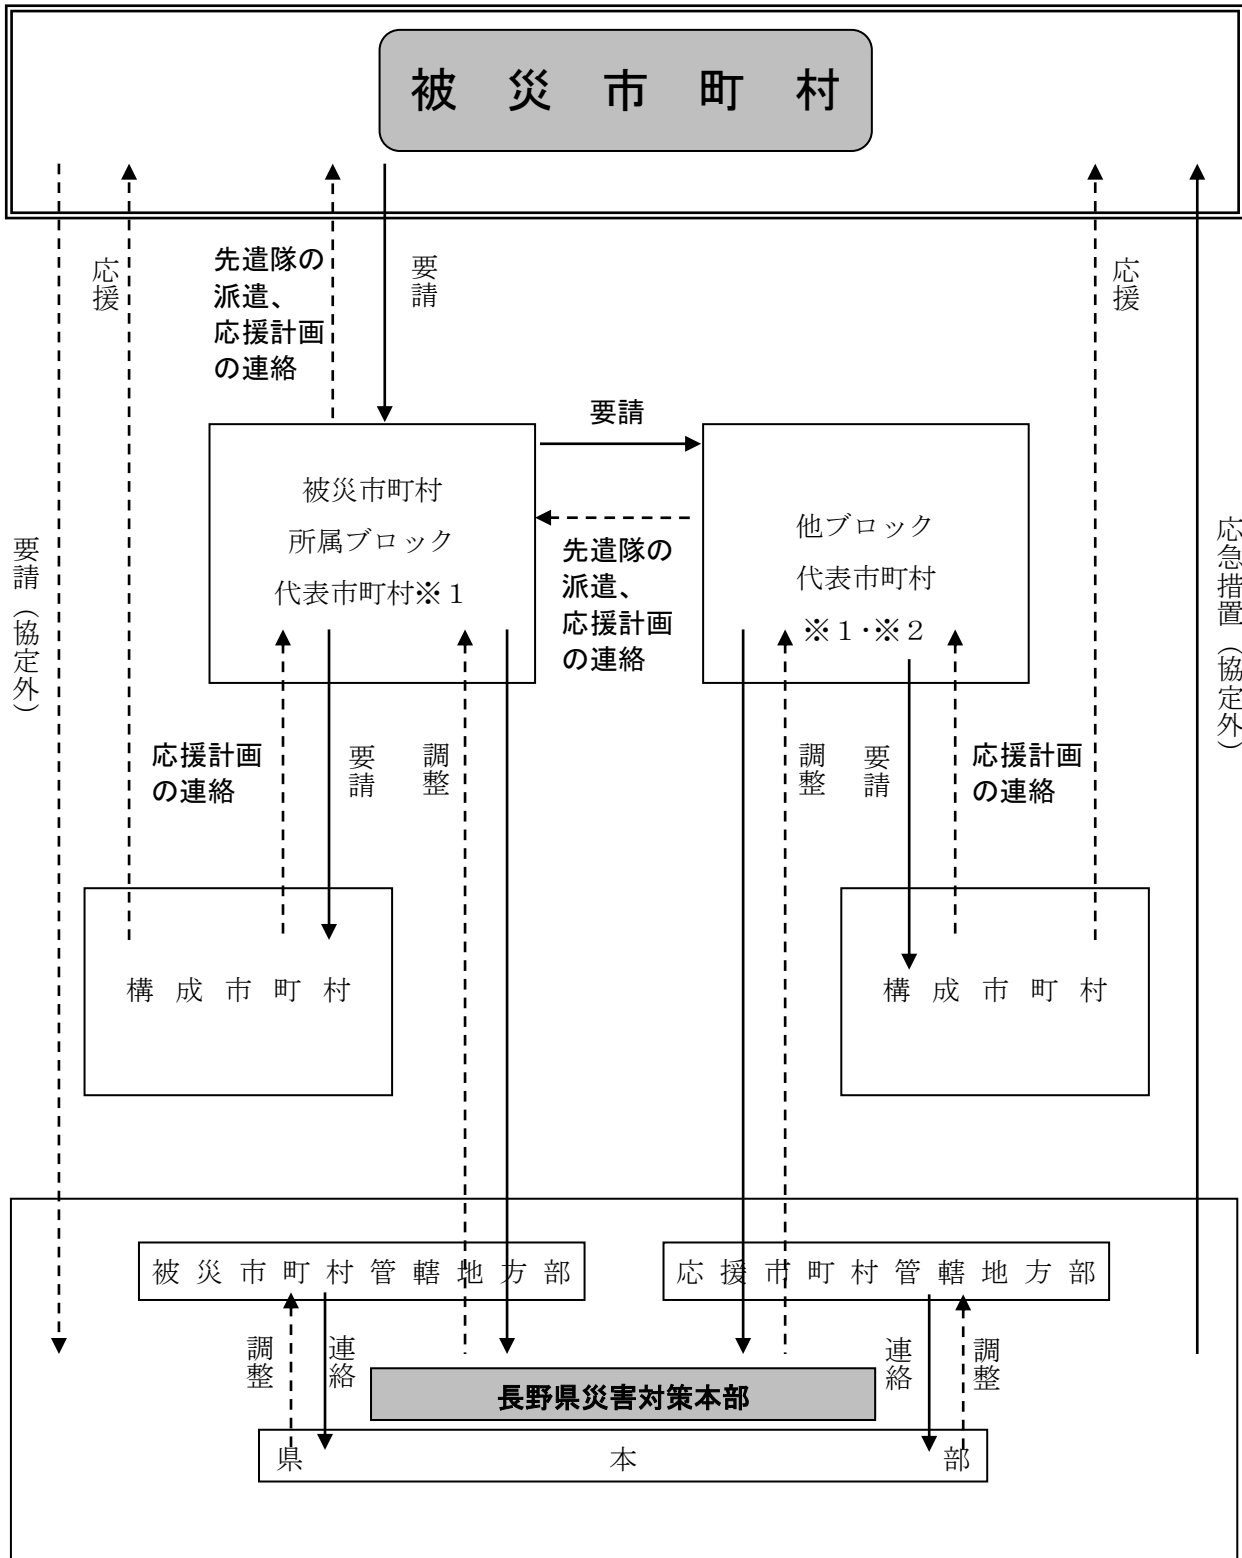 被災市町村
応援
先遣隊の
派遣、
応援計画
の連絡
要請
応援
要請
被災市町村
所属ブロック
代表市町村※１
他ブロック
代表市町村
※１・※２
先遣隊の
派遣、
応援計画
の連絡
要請（協定外）
応急措置（協定外）
応援計画
の連絡
要請
調整
調整
要請
応援計画
の連絡
構成市町村
構成市町村
被災市町村管轄地方部
応援市町村管轄地方部
調整
連絡
連絡
調整
長野県災害対策本部
県本部